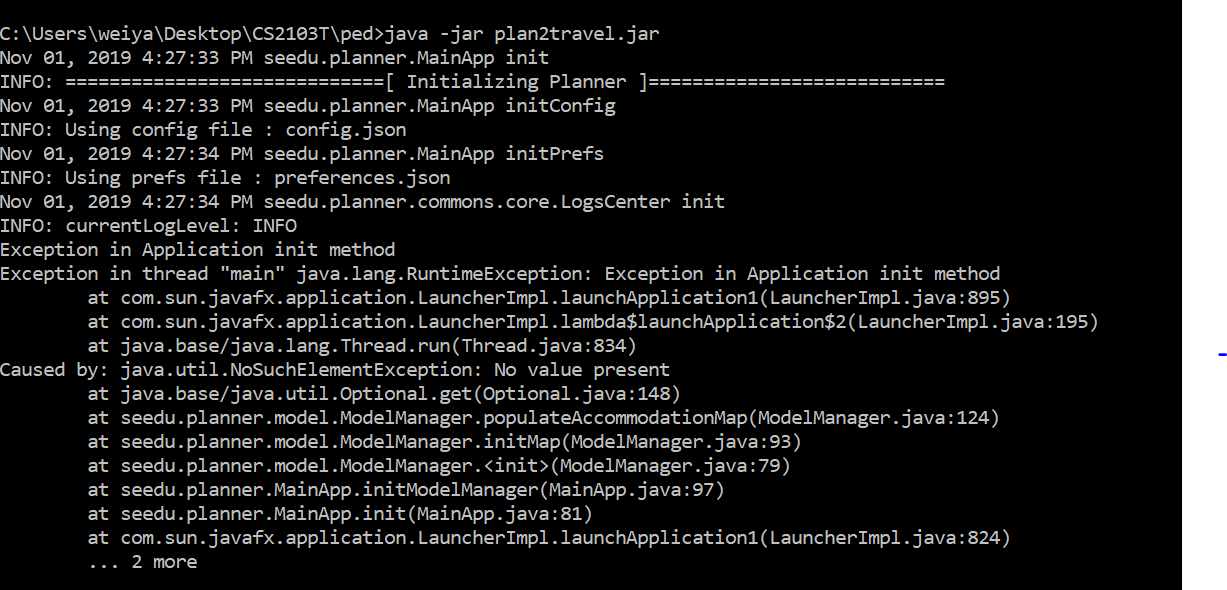 C:\Users\weiya\Desktop\CS2103T\ped>java -jar plan2travel.jar
Nov 01, 2019 4:27:33 PM seedu.planner.MainApp init
INFO: =============================[ Initializing Planner ]===========================
Nov 01, 2019 4:27:33 PM seedu.planner.MainApp initConfig
INFO: Using config file : config.json
Nov 01, 2019 4:27:34 PM seedu.planner.MainApp initPrefs
INFO: Using prefs file : preferences.json
Nov 01, 2019 4:27:34 PM seedu.planner.commons.core.LogsCenter init
INFO: currentLogLevel: INFO
Exception in Application init method
Exception in thread "main" java.lang.RuntimeException: Exception in Application init method
        at com.sun.javafx.application.LauncherImpl.launchApplication1(LauncherImpl.java:895)
        at com.sun.javafx.application.LauncherImpl.lambda$launchApplication$2(LauncherImpl.java:195)
        at java.base/java.lang.Thread.run(Thread.java:834)
Caused by: java.util.NoSuchElementException: No value present
        at java.base/java.util.Optional.get(Optional.java:148)
        at seedu.planner.model.ModelManager.populateAccommodationMap(ModelManager.java:124)
        at seedu.planner.model.ModelManager.initMap(ModelManager.java:93)
        at seedu.planner.model.ModelManager.<init>(ModelManager.java:79)
        at seedu.planner.MainApp.initModelManager(MainApp.java:97)
        at seedu.planner.MainApp.init(MainApp.java:81)
        at com.sun.javafx.application.LauncherImpl.launchApplication1(LauncherImpl.java:824)
        ... 2 more